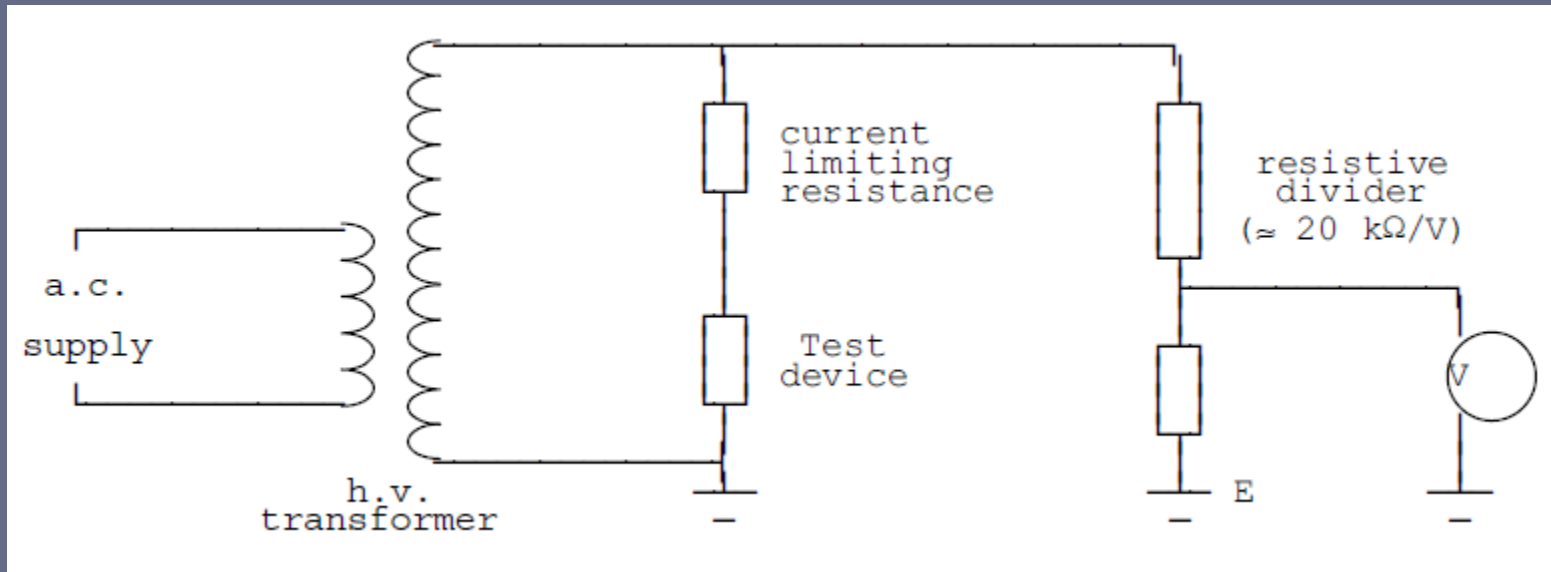 current
limiting
resistance
resistive
divider
(≃ 20 kΩ/V)
a.c.
supply
Test
device
V
h.v.
transformer
E